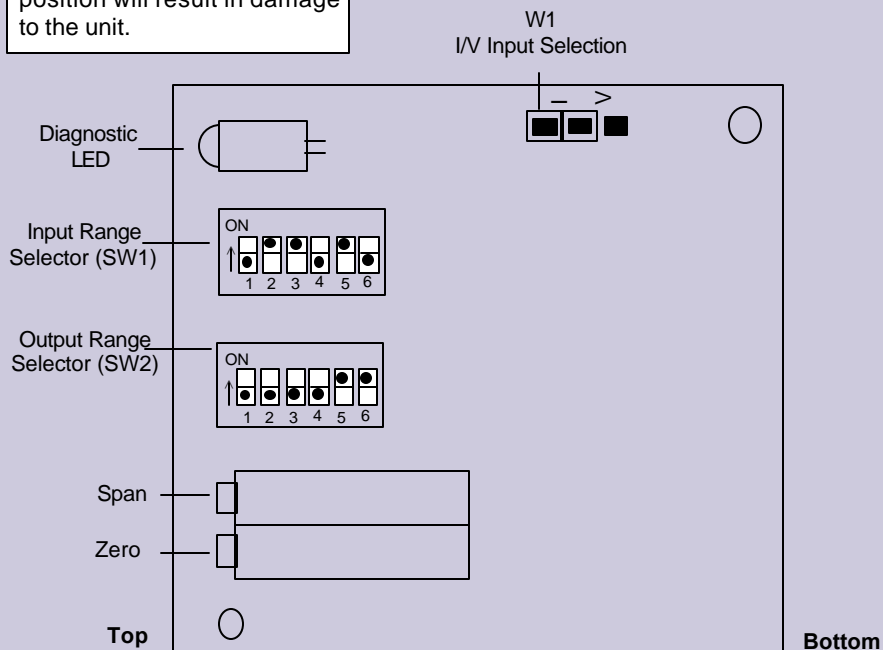 position will result in damage
to the unit.
W1
I/V Input Selection
– >
Diagnostic
LED
ON
Input Range
Selector (SW1)
1 2 3 4 5 6
Output Range
Selector (SW2)
ON
1 2 3 4 5 6
Span
Zero
Top
Bottom